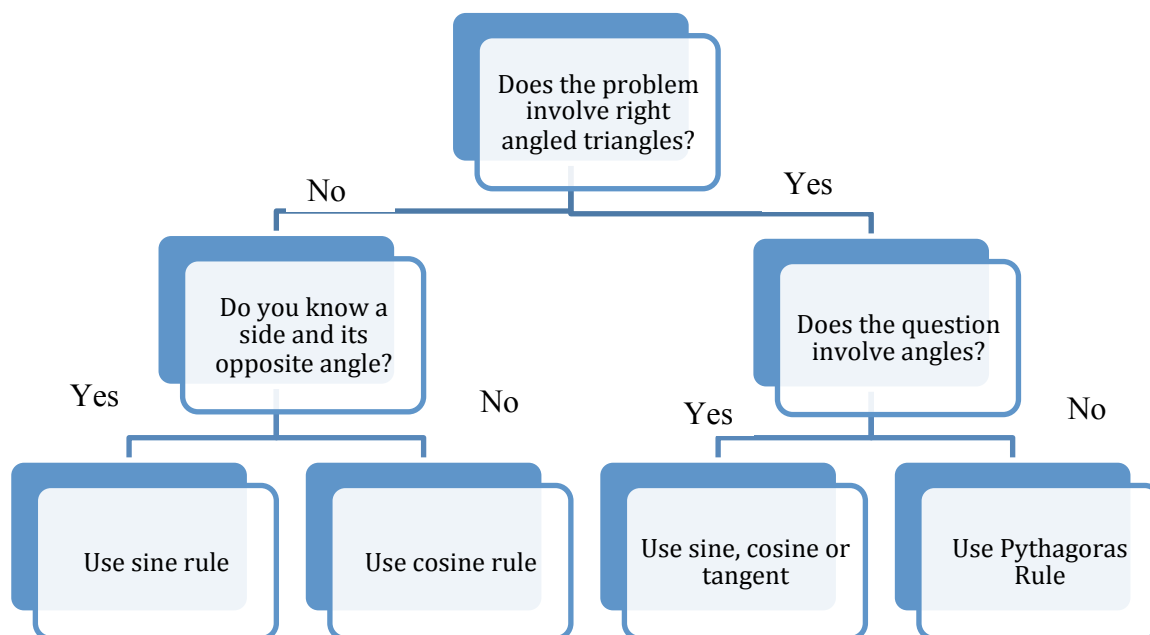 Does the problem
involve right
angled triangles?
No
Yes
Do you know a
side and its
opposite angle?
Does the question
involve angles?
Yes
No
Yes
No
Use sine rule
Use cosine rule
Use sine, cosine or
tangent
Use Pythagoras
Rule